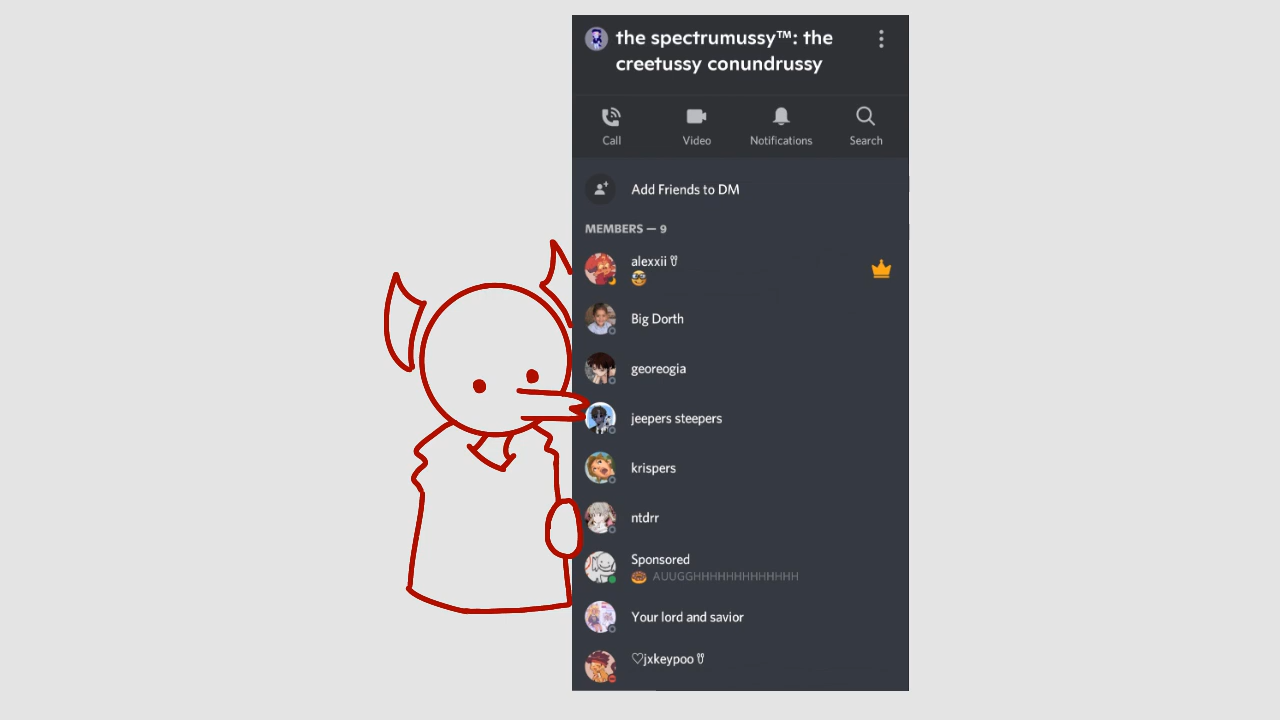 the spectrumussy™: the
creetussy conundrussy
Call
Video
Notifications
Search
Add Friends to DM
MEMBERS — 9
alexxii
Big Dorth
georeogia
jeepers steepers
krispers
ntdrr
Sponsored
AUUGGHHHHHHHHHHHHH
Your lord and savior
♡jxkeypoo